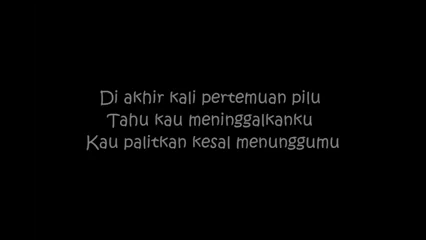 Di akhir kali pertemuan pilu
Tahu kau meninggalkanku
Kau palitkan kesal menunggumu